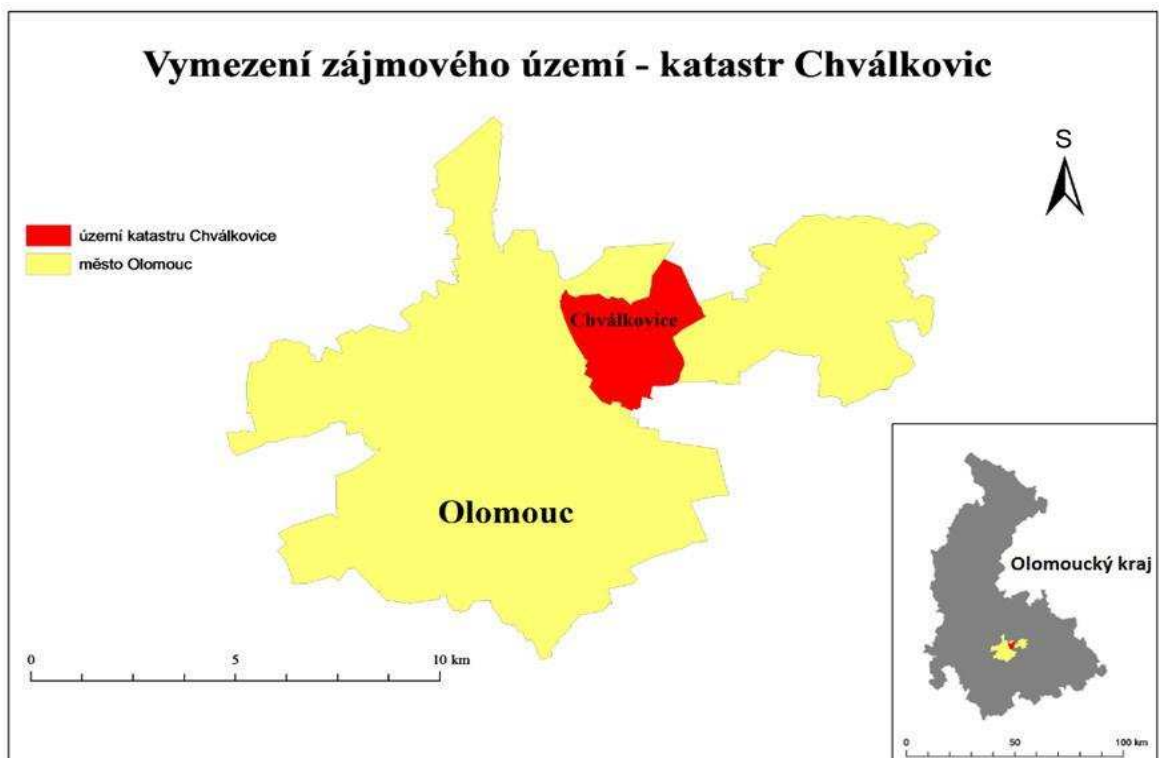 Vymezení zájmového území - katastr Chválkovic
S
území katastru Chválkovice
město Olomouc
Chválkovice
Olomouc
Olomoucký kraj
0 5 10 km
0 50 100 km